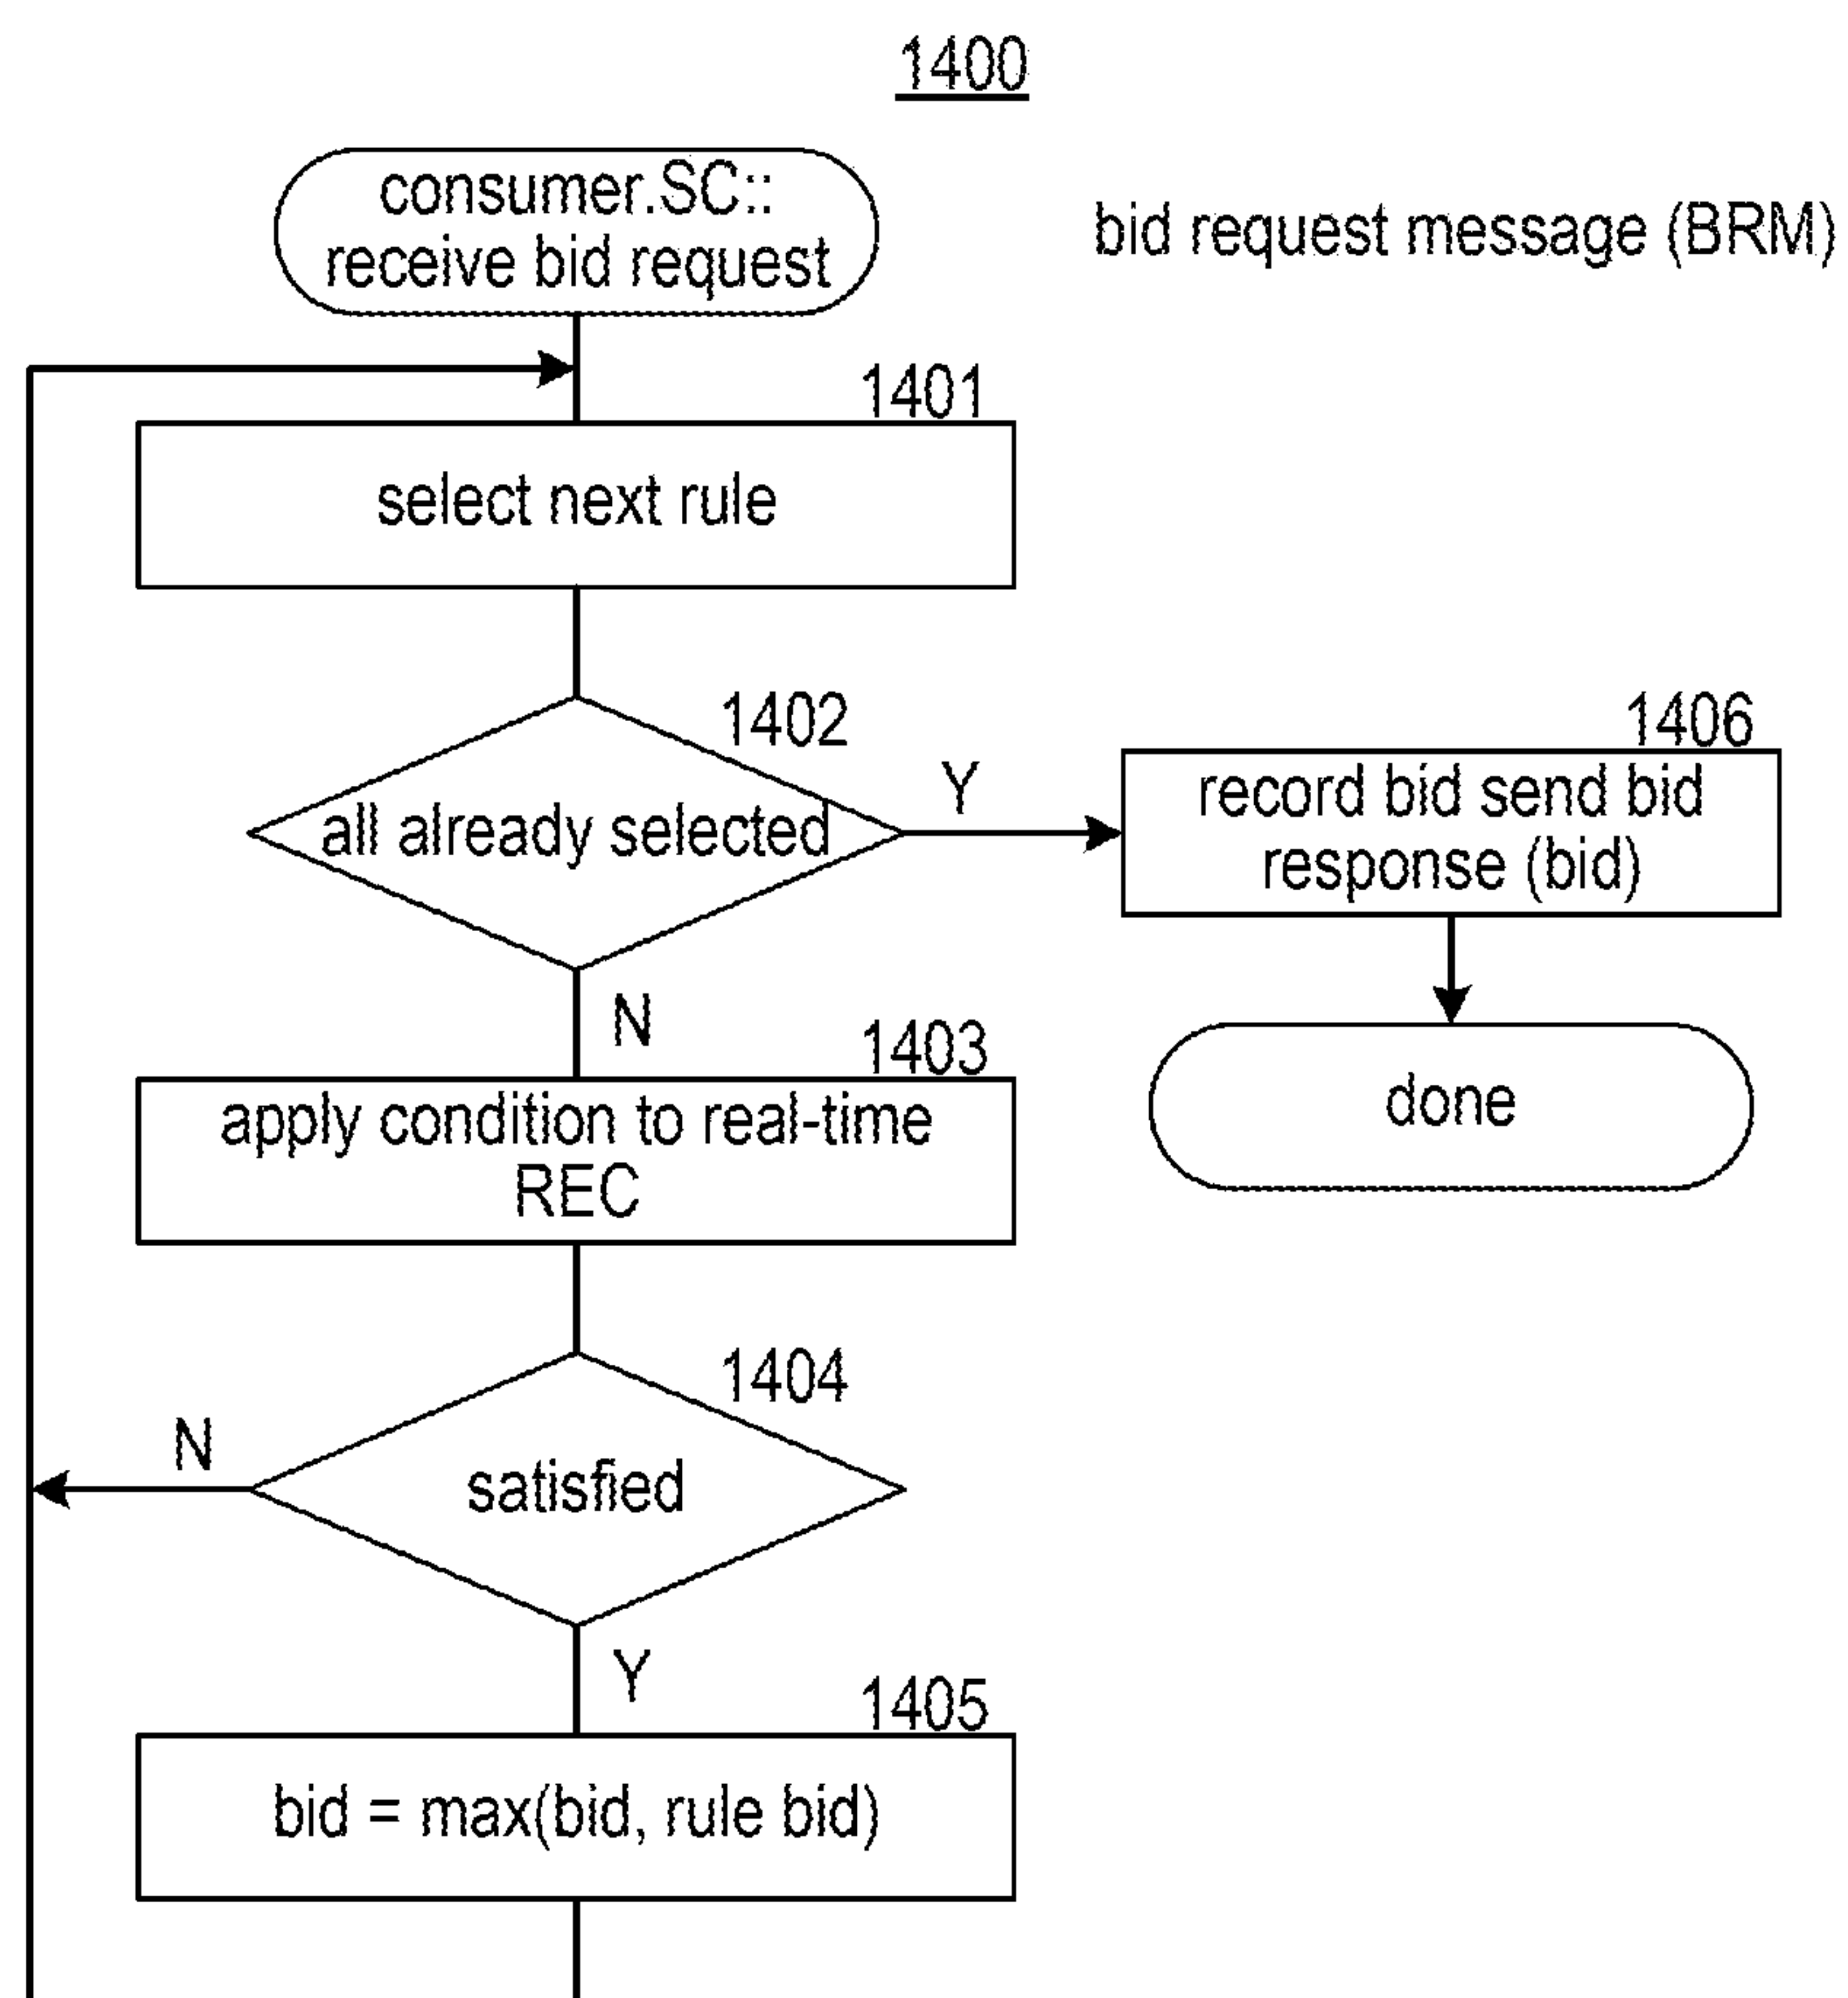 1400
consumer.SC::
receive bid request
bid request message (BRM)
1401
select next rule
1402
all already selected
Y
1406
record bid send bid
response (bid)
N
1403
apply condition to real-time
REC
done
1404
satisfied
N
Y
1405
bid = max(bid, rule bid)